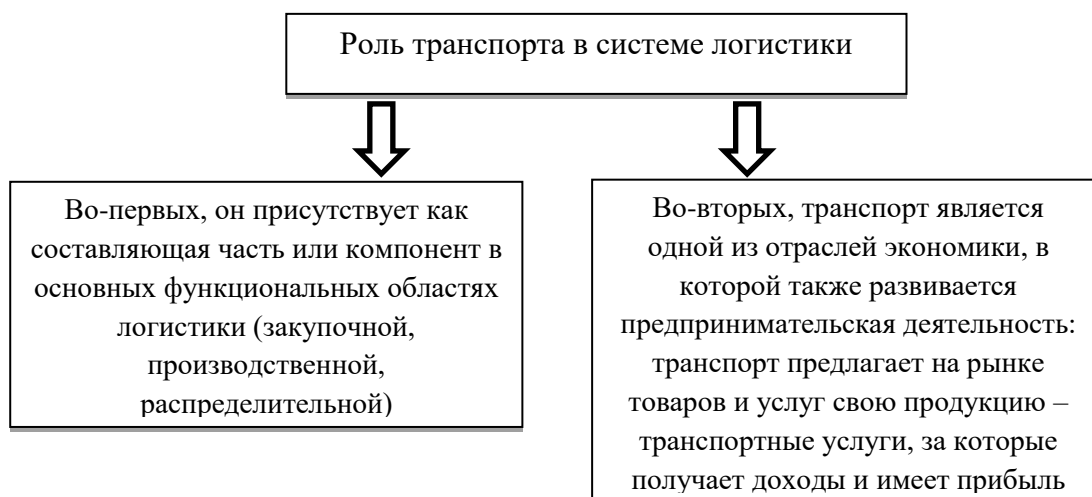 Роль транспорта в системе логистики
Во-первых, он присутствует как
составляющая часть или компонент в
основных функциональных областях
логистики (закупочной,
производственной,
распределительной)
Во-вторых, транспорт является
одной из отраслей экономики, в
которой также развивается
предпринимательская деятельность:
транспорт предлагает на рынке
товаров и услуг свою продукцию –
транспортные услуги, за которые
получает доходы и имеет прибыль